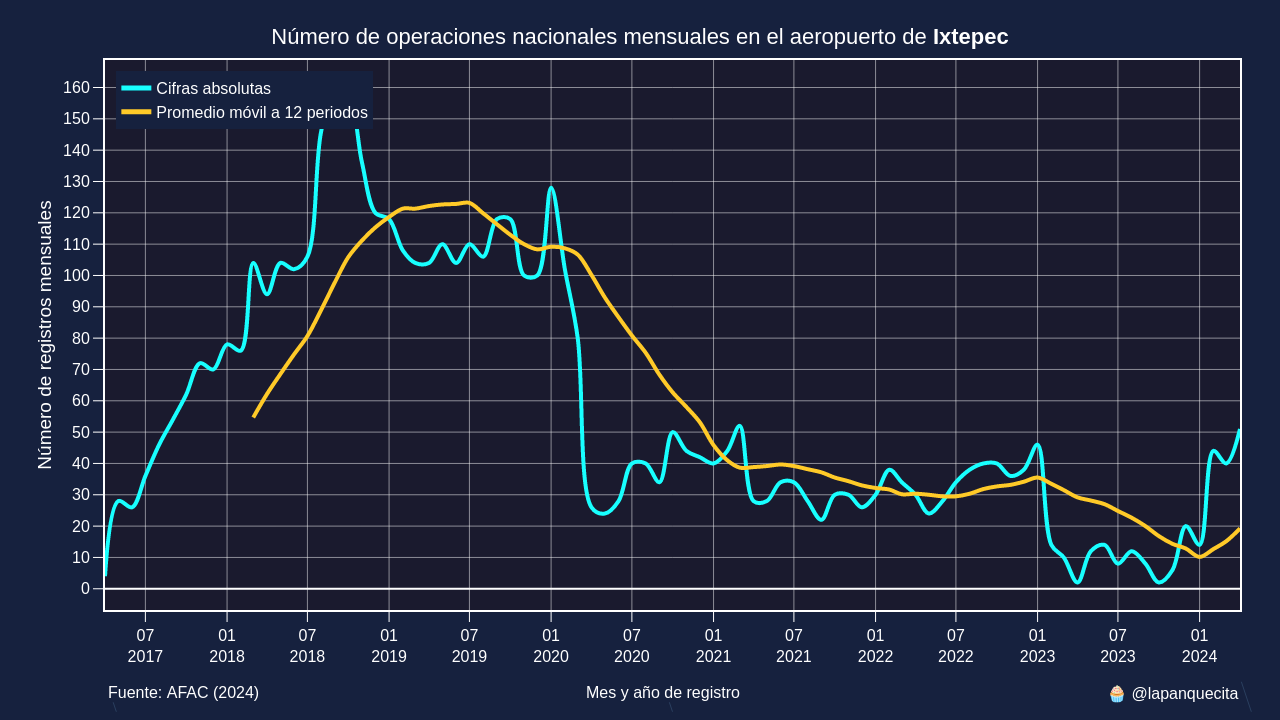 Número de operaciones nacionales mensuales en el aeropuerto de Ixtepec
Cifras absolutas
Promedio móvil a 12 periodos
Número de registros mensuales
160
150
140
130
120
110
100
90
80
70
60
50
40
30
20
10
0
07 01 07 01 07 01 07 01 07 01 07 01 07 01
2017 2018 2018 2019 2019 2020 2020 2021 2021 2022 2022 2023 2023 2024
Fuente: AFAC (2024) Mes y año de registro 🧁 @lapanquecita